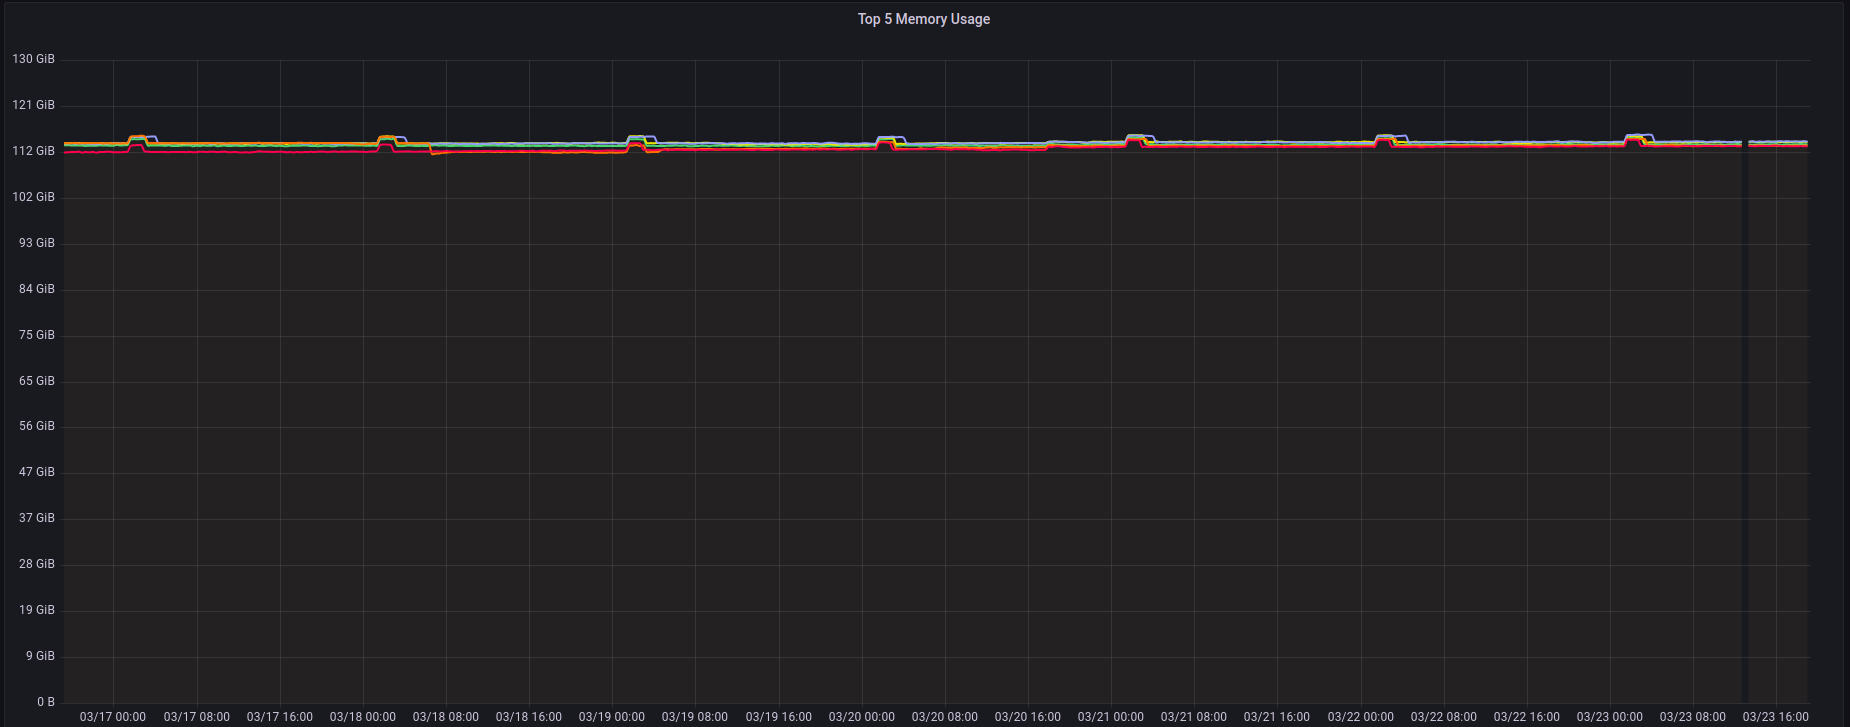 Top 5 Memory Usage
130 GiB
121 GiB
112 GiB
102 GiB
93 GiB
84 GiB
75 GiB
65 GiB
56 GiB
47 GiB
37 GiB
28 GiB
19 GiB
9 GiB
0 B
03/17 00:00 03/17 08:00 03/17 16:00 03/18 00:00 03/18 08:00 03/18 16:00 03/19 00:00 03/19 08:00 03/19 16:00 03/20 00:00 03/20 08:00 03/20 16:00 03/21 00:00 03/21 08:00 03/21 16:00 03/22 00:00 03/22 08:00 03/22 16:00 03/23 00:00 03/23 08:00 03/23 16:00